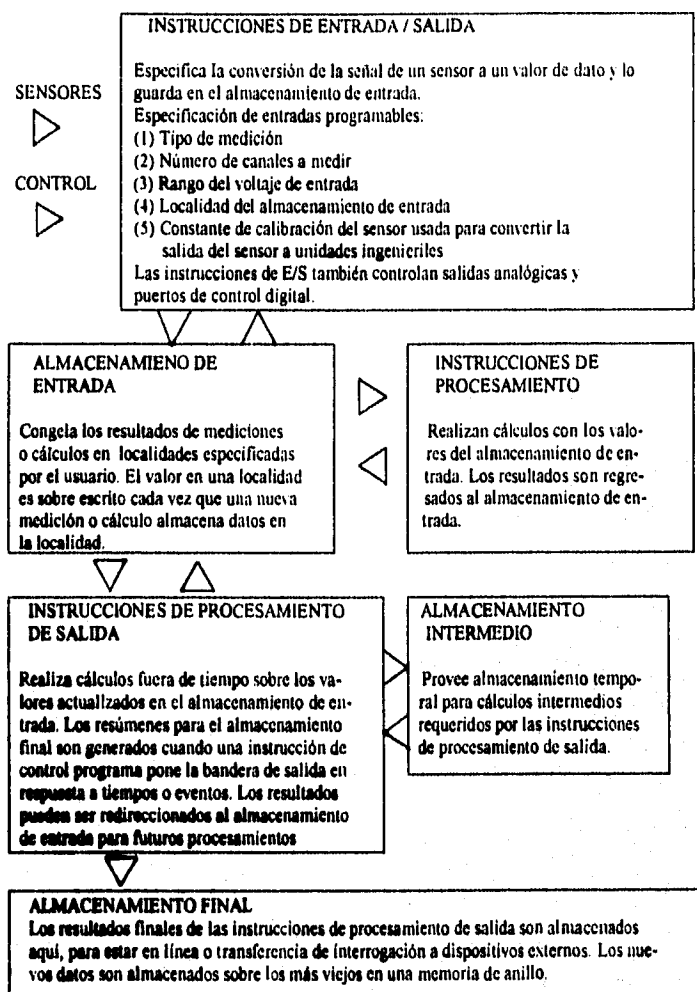 INSTRUCCIONES DE ENTRADA / SALIDA
Especifica la conversión de la señal de un sensor a un valor de dato y lo
guarda en el almacenamiento de entrada.
Especificación de entradas programables:
(1) Tipo de medición
(2) Número de canales a medir
(3) Rango del voltaje de entrada
(4) Localidad del almacenamiento de entrada
(5) Constante de calibración del sensor usada para convertir la
salida del sensor a unidades ingenieriles
Las instrucciones de E/S también controlan salidas analógicas y
puertos de control digital.
SENSORES
CONTROL
ALMACENAMIENO DE
ENTRADA
Congela los resultados de mediciones
o cálculos en localidades especificadas
por el usuario. El valor en una localidad
es sobre escrito cada vez que una nueva
medición o cálculo almacena datos en
la localidad.
INSTRUCCIONES DE
PROCESAMIENTO
Realizan cálculos con los valo-
res del almacenamiento de en-
trada. Los resultados son regre-
sados al almacenamiento de en-
trada.
INSTRUCCIONES DE PROCESAMIENTO
DE SALIDA
Realiza cálculos fuera de tiempo sobre los va-
lores actualizados en el almacenamiento de en-
trada. Los resúmenes para el almacenamiento
final son generados cuando una instrucción de
control programa pone la bandera de salida en
respuesta a tiempos o eventos. Los resultados
pueden ser redireccionados al almacenamiento
de entrada para futuros procesamientos
ALMACENAMIENTO
INTERMEDIO
Provee almacenamiento tempo-
ral para cálculos intermedios
requeridos por las instrucciones
de procesamiento de salida.
ALMACENAMIENTO FINAL
Los resultados finales de las instrucciones de procesamiento de salida son almacenados
aquí, para estar en línea o transferencia de interrogación a dispositivos externos. Los nue-
vos datos son almacenados sobre los más viejos en una memoria de anillo.